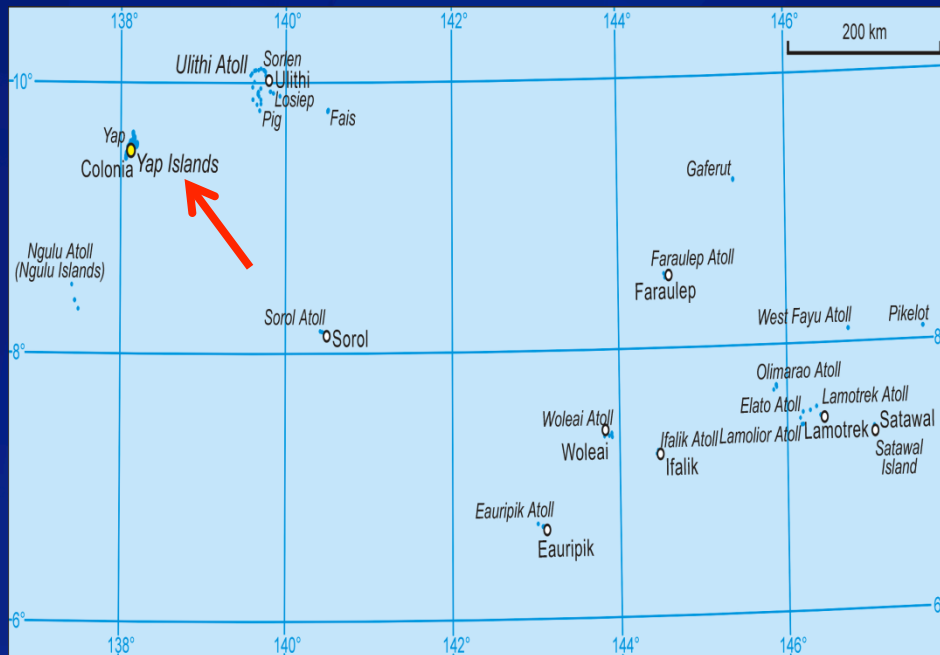 138°
140°
142°
144°
146°
200 km
Ulithi Atoll
Sorlen
Ulithi
10°
10°
Losiep
Pig
Fais
Yap
Colonia
Yap Islands
Gaferut
Ngulu Atoll
(Ngulu Islands)
Faraulep Atoll
Faraulep
Sorol Atoll
Sorol
West Fayu Atoll
Pikelot
8°
8
Olimarao Atoll
Elato Atoll
Lamotrek Atoll
Woleai Atoll
Woleai
Ifalik Atoll
Ifalik
Lamolior Atoll
Lamotrek
Satawal
Satawal
Island
Eauripik Atoll
Eauripik
6°
6
138°
140°
142°
144°
146°